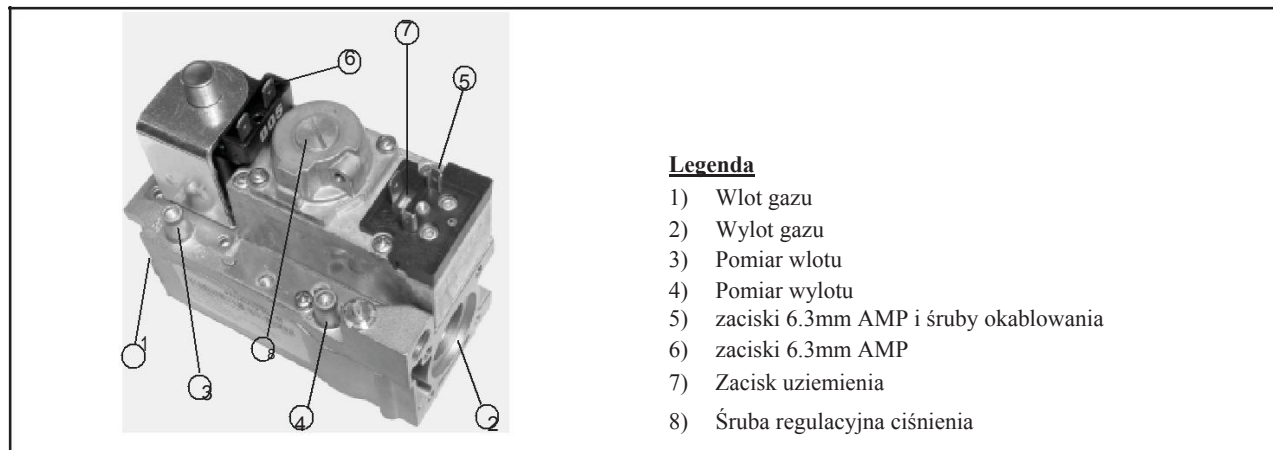 7
6
5
805
1
3
8
4
2
Legenda
1) Wlot gazu
2) Wylot gazu
3) Pomiar wlotu
4) Pomiar wylotu
5) zaciski 6.3mm AMP i śruby okablowania
6) zaciski 6.3mm AMP
7) Zacisk uziemienia
8) Śruba regulacyjna ciśnienia